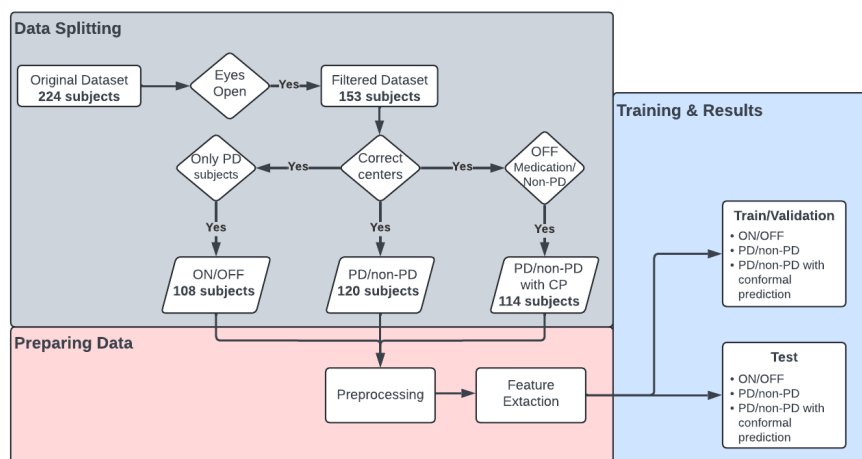 Data Splitting
Original Dataset
224 subjects
Eyes
Open
Yes
Filtered Dataset
153 subjects
Only PD
subjects
Yes
Correct
centers
Yes
OFF
Medication/
Non-PD
Yes
Yes
Yes
ON/OFF
108 subjects
PD/non-PD
120 subjects
PD/non-PD
with CP
114 subjects
Preparing Data
Preprocessing
Feature
Extaction
Training & Results
Train/Validation
• ON/OFF
• PD/non-PD
• PD/non-PD with
conformal
prediction
Test
• ON/OFF
• PD/non-PD
• PD/non-PD with
conformal
prediction